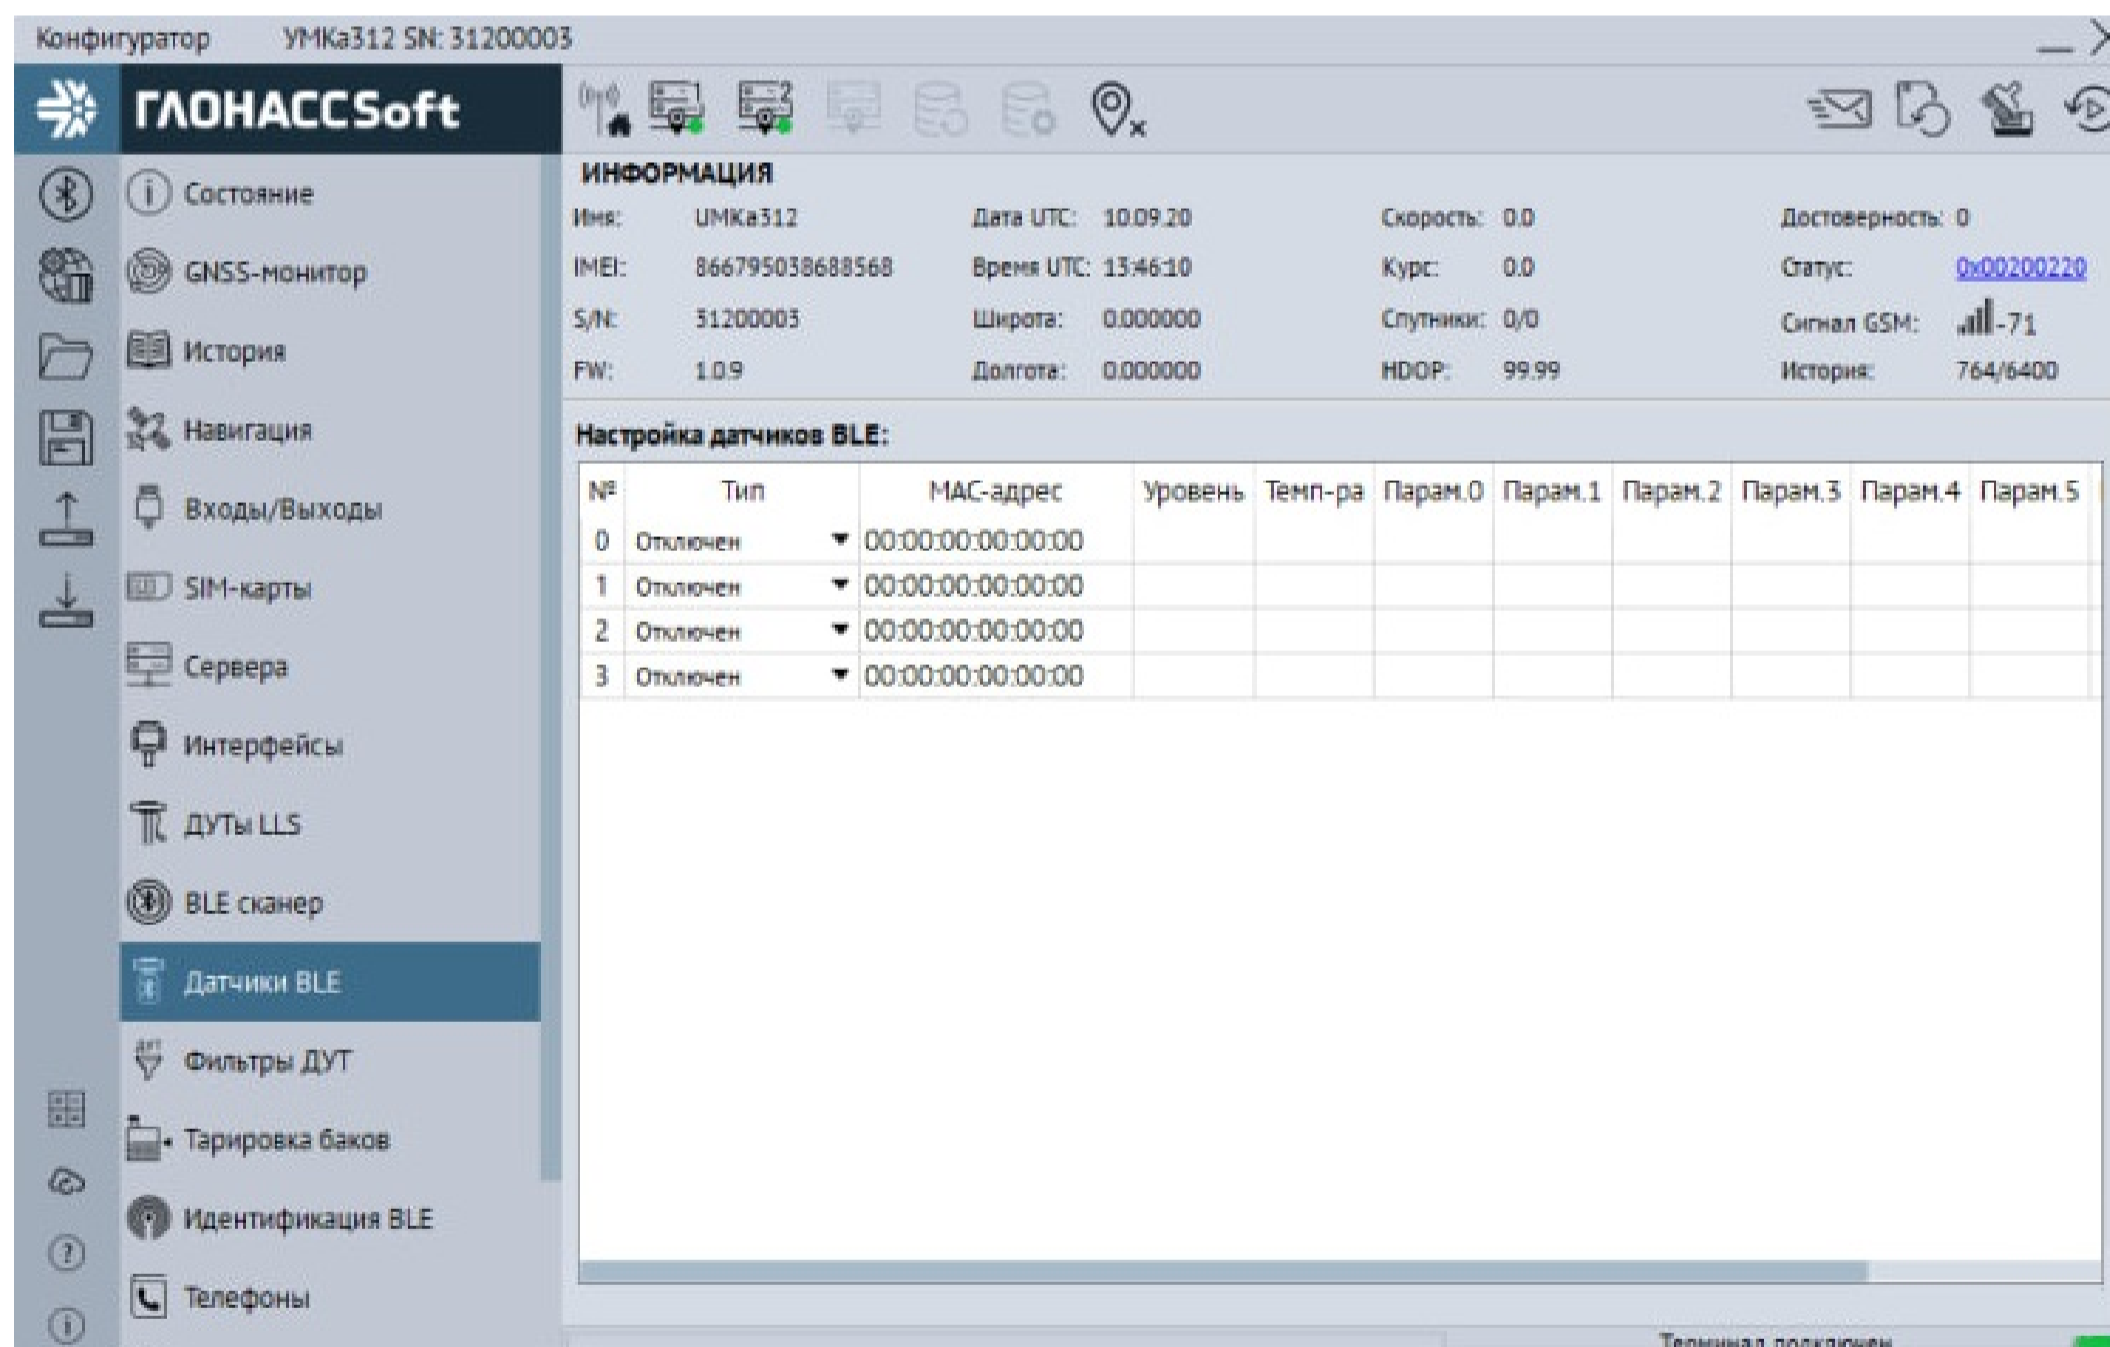 Конфигуратор УМКа312 SN: 31200003
ГЛОНАССSoft
1 2
Состояние
GNSS-монитор
История
Навигация
Входы/Выходы
SIM-карты
Сервера
Интерфейсы
ДУТы LLS
BLE сканер
Датчики BLE
Фильтры ДУТ
Тарировка баков
Идентификация BLE
Телефоны
ИНФОРМАЦИЯ
Имя: UMKa312 Дата UTC: 10.09.20 Скорость: 0.0 Достоверность: 0
IMEI: 866795038688568 Время UTC: 13:46:10 Курс: 0.0 Статус: 0x00200220
S/N: 31200003 Широта: 0.000000 Спутники: 0/0 Сигнал GSM: -71
FW: 1.0.9 Долгота: 0.000000 HDOP: 99.99 История: 764/6400
Настройка датчиков BLE:
№ Тип MAC-адрес Уровень Темп-ра Парам.0 Парам.1 Парам.2 Парам.3 Парам.4 Парам.5
0 Отключен 00:00:00:00:00:00
1 Отключен 00:00:00:00:00:00
2 Отключен 00:00:00:00:00:00
3 Отключен 00:00:00:00:00:00
Терминал подключен